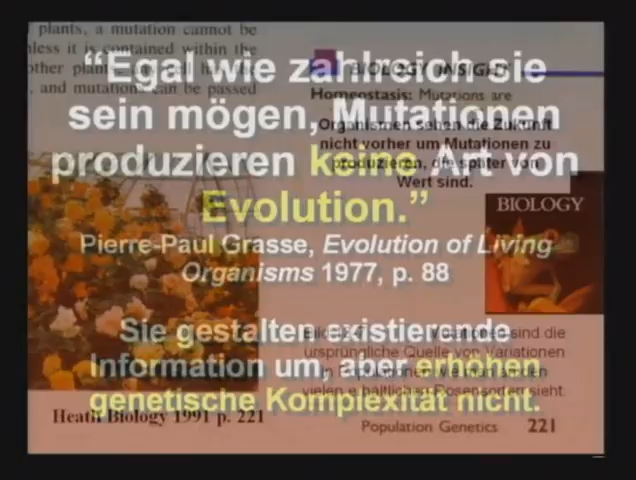 plants, a mutation cannot be
it is contained within the
other
and mutations can be passed
BIOLOGY INSIGHT
Homeostasis: Mutations are
Organismen sehen die Zukunft
nicht vorher um Mutationen zu
produzieren, die später von
Wert sind.
“Egal wie zahlreich sie
sein mögen, Mutationen
produzieren keine Art von
Evolution.”
Pierre-Paul Grasse, Evolution of Living
Organisms 1977, p. 88
BIOLOGY
Sie gestalten existierende
Information um, aber erhöhen
genetische Komplexität nicht.
Mutationen sind die
ursprüngliche Quelle von Variationen
Heath Biology 1991 p. 221
Population Genetics 221